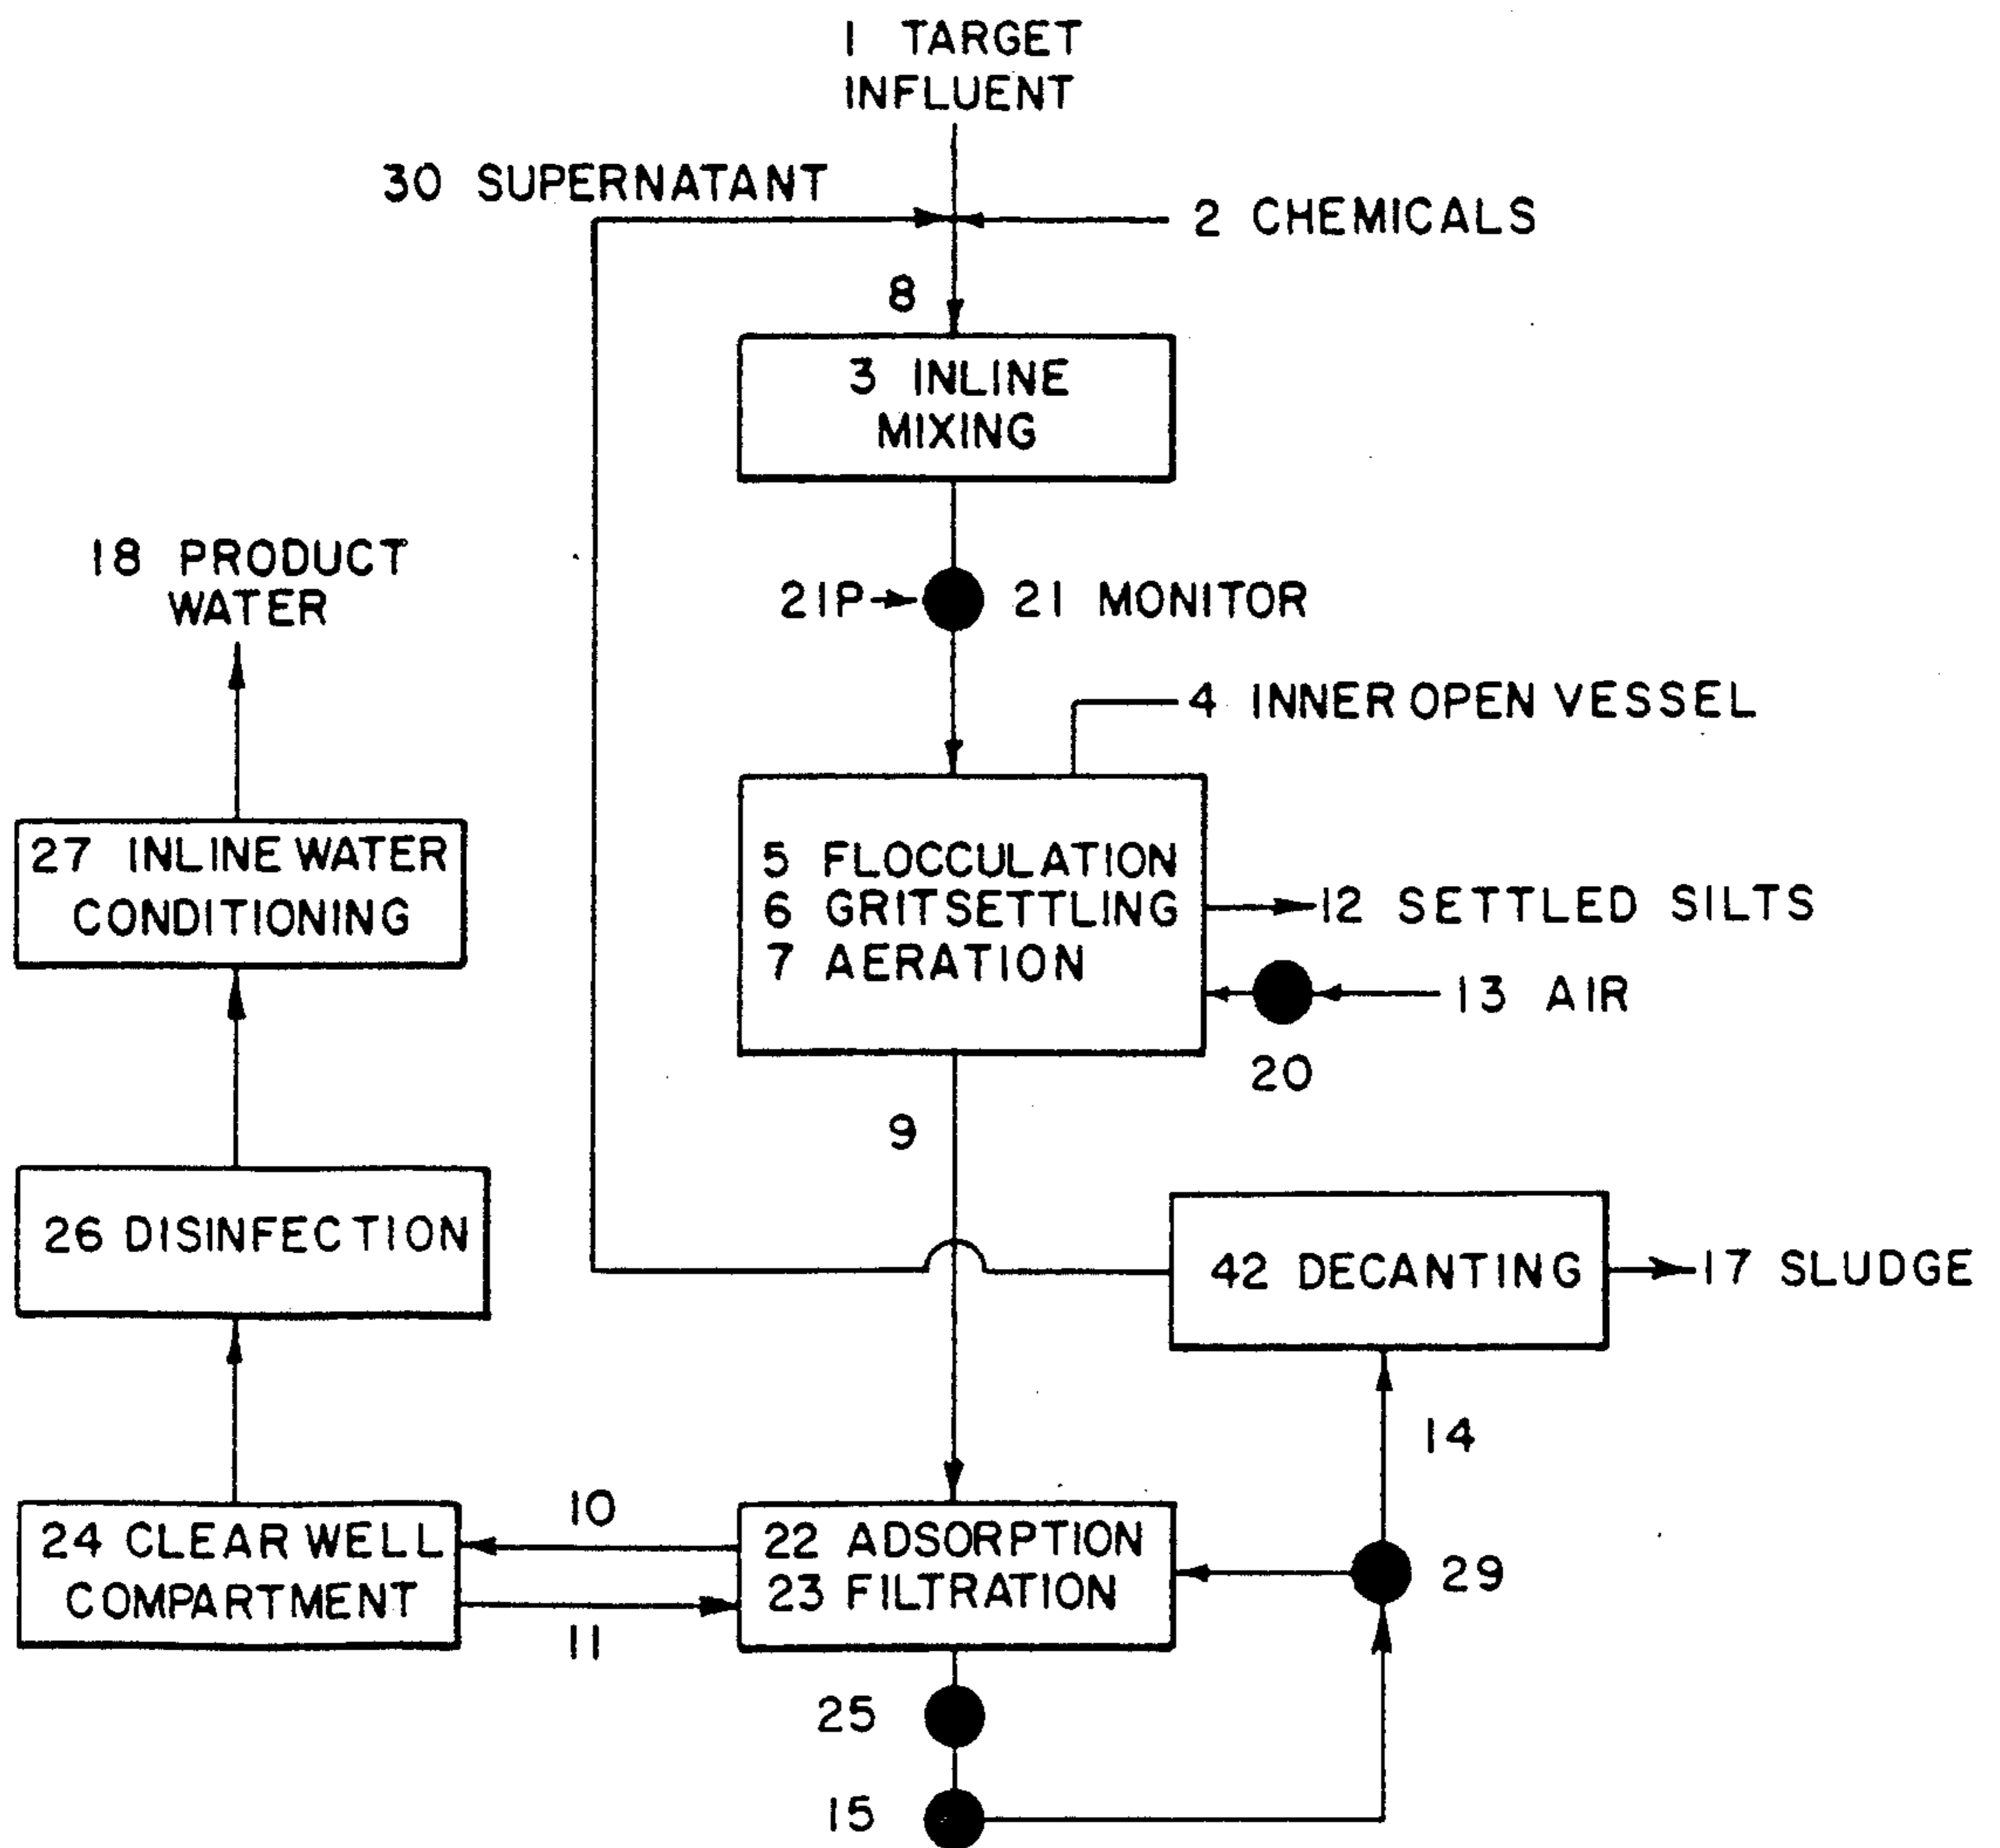 1 TARGET
INFLUENT
30 SUPERNATANT
2 CHEMICALS
8
3 INLINE
MIXING
18 PRODUCT
WATER
21P
21 MONITOR
4 INNER OPEN VESSEL
27 INLINE WATER
CONDITIONING
5 FLOCCULATION
6 GRIT SETTLING
7 AERATION
12 SETTLED SILTS
13 AIR
20
9
26 DISINFECTION
42 DECANTING
17 SLUDGE
14
10
24 CLEAR WELL
COMPARTMENT
22 ADSORPTION
23 FILTRATION
29
11
25
15